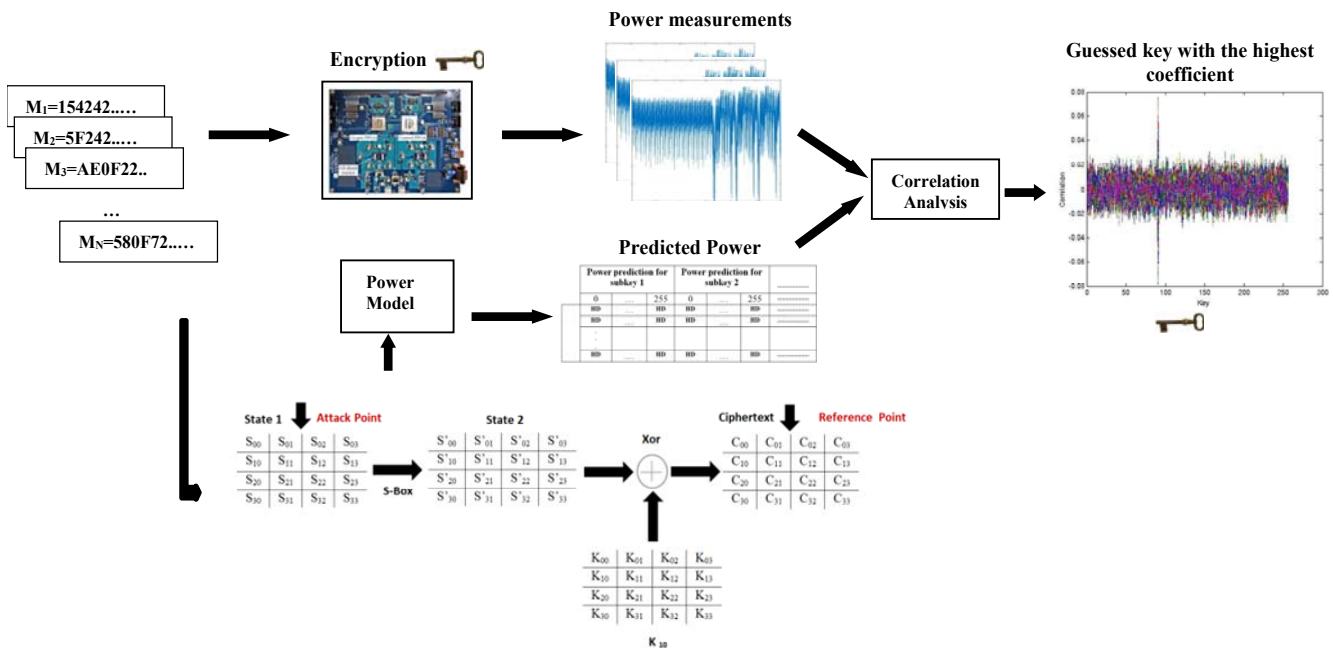 Power measurements
Encryption
Guessed key with the highest
coefficient
M1=154242..…
M2=5F242..…
M3=AE0F22..
…
MN=580F72..…
Correlation
Analysis
0.08
0.06
0.04
0.02
0
-0.02
-0.04
-0.06
-0.08
Correlation
0 50 100 150 200 250 300
Key
Predicted Power
Power
Model
Power prediction for
subkey 1
Power prediction for
subkey 2
0 .... 255 0 .... 255
HD .... HD HD .... HD
HD .... HD HD .... HD
HD .... HD HD .... HD
State 1 Attack Point
State 2
Ciphertext Reference Point
Xor
S00 S01 S02 S03
S10 S11 S12 S13
S20 S21 S22 S23
S30 S31 S32 S33
S-Box
S'00 S'01 S'02 S'03
S'10 S'11 S'12 S'13
S'20 S'21 S'22 S'23
S'30 S'31 S'32 S'33
C00 C01 C02 C03
C10 C11 C12 C13
C20 C21 C22 C23
C30 C31 C32 C33
K00 K01 K02 K03
K10 K11 K12 K13
K20 K21 K22 K23
K30 K31 K32 K33
K 10